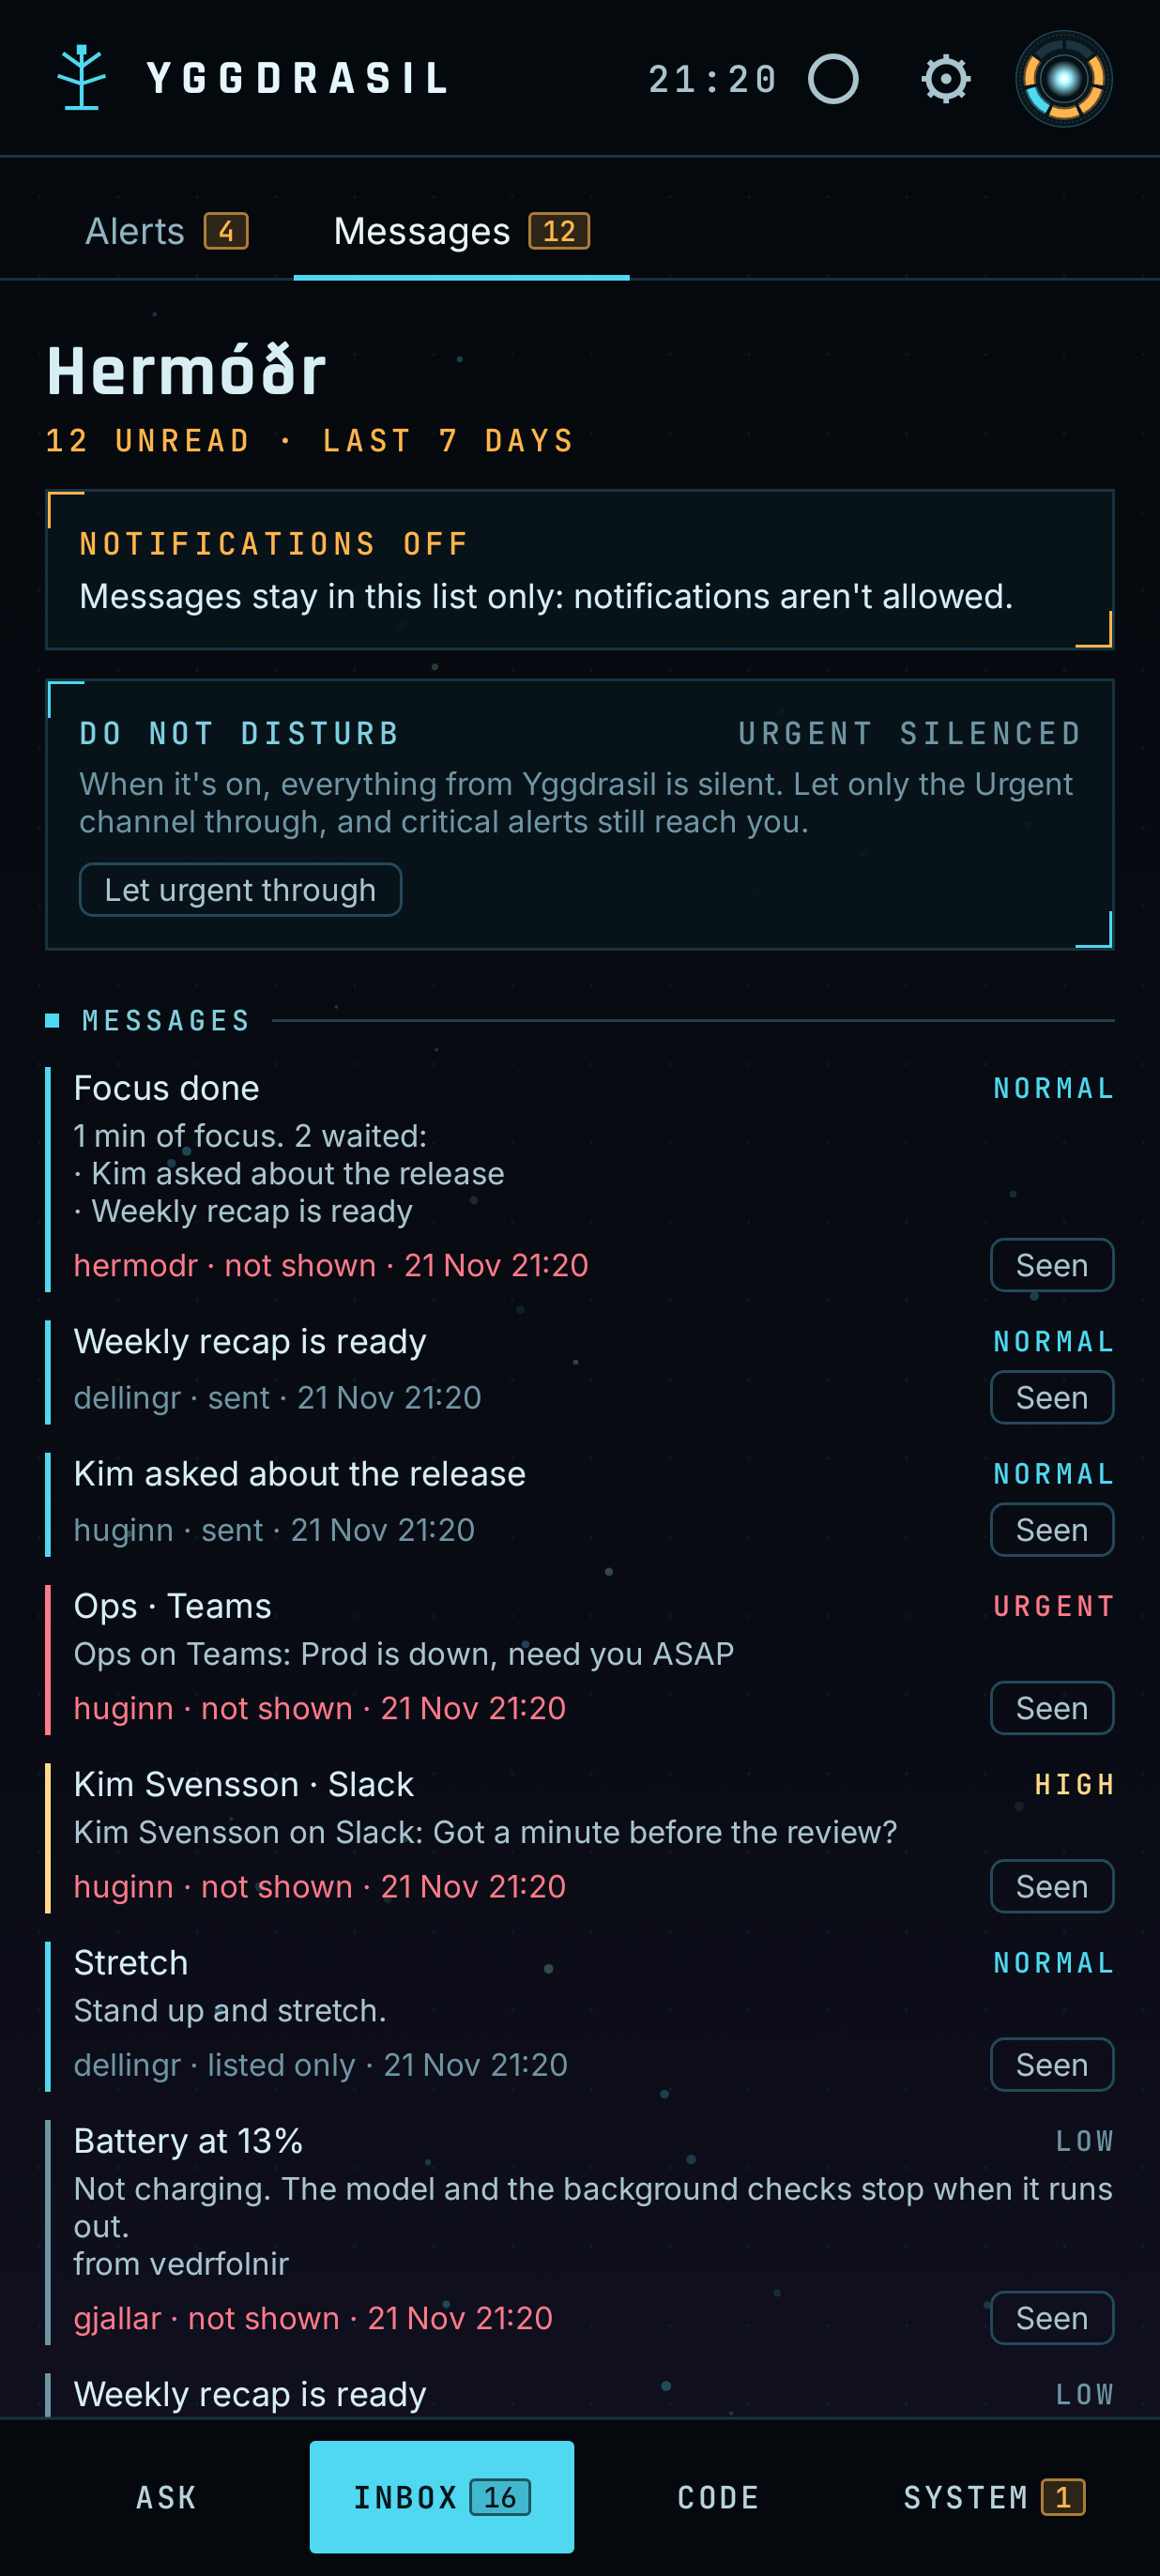 YGGDRASIL 21:20
Alerts 4 Messages 12
Hermóðr
12 UNREAD · LAST 7 DAYS
NOTIFICATIONS OFF
Messages stay in this list only: notifications aren't allowed.
DO NOT DISTURB URGENT SILENCED
When it's on, everything from Yggdrasil is silent. Let only the Urgent
channel through, and critical alerts still reach you.
Let urgent through
MESSAGES
Focus done NORMAL
1 min of focus. 2 waited:
· Kim asked about the release
· Weekly recap is ready
hermodr · not shown · 21 Nov 21:20 Seen
Weekly recap is ready NORMAL
dellingr · sent · 21 Nov 21:20 Seen
Kim asked about the release NORMAL
huginn · sent · 21 Nov 21:20 Seen
Ops · Teams URGENT
Ops on Teams: Prod is down, need you ASAP
huginn · not shown · 21 Nov 21:20 Seen
Kim Svensson · Slack HIGH
Kim Svensson on Slack: Got a minute before the review?
huginn · not shown · 21 Nov 21:20 Seen
Stretch NORMAL
Stand up and stretch.
dellingr · listed only · 21 Nov 21:20 Seen
Battery at 13% LOW
Not charging. The model and the background checks stop when it runs
out.
from vedrfolnir
gjallar · not shown · 21 Nov 21:20 Seen
Weekly recap is ready LOW
ASK INBOX 16 CODE SYSTEM 1